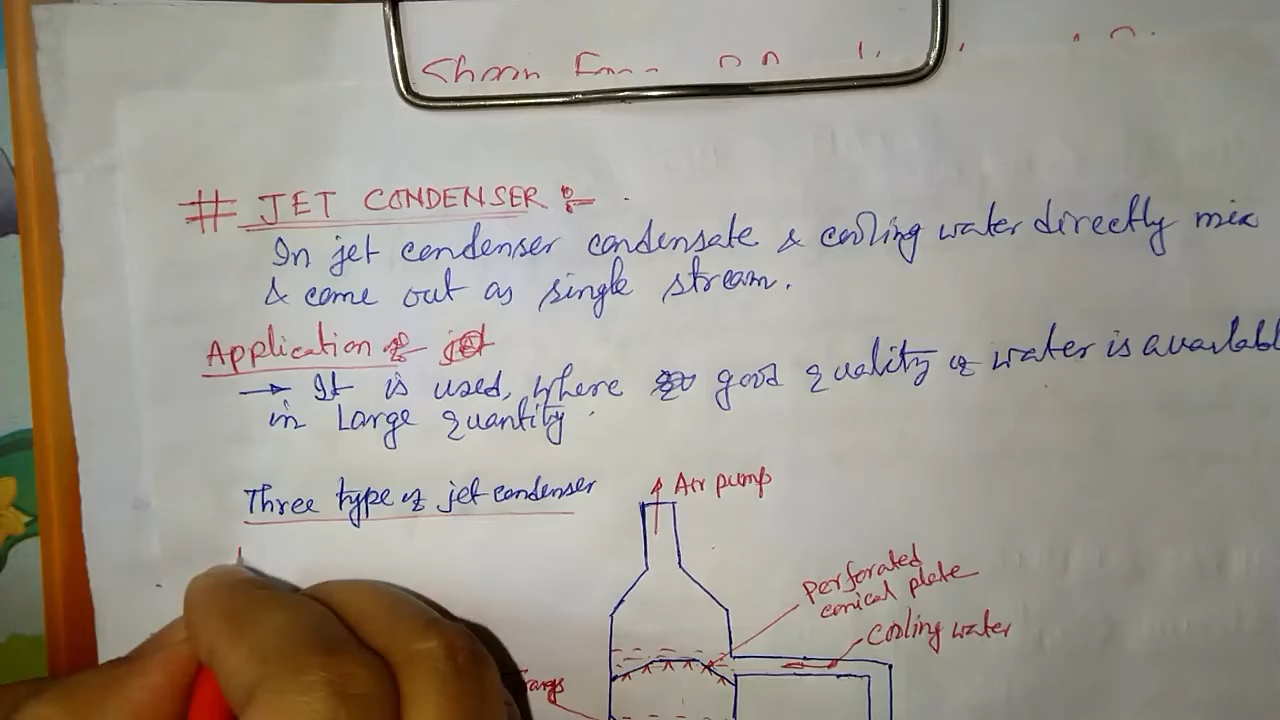 # JET CONDENSER :-
In jet condenser condensate & cooling water directly mix
& come out as single stream.
Application :-
→ It is used, where good quality of water is availabl
in Large quantity.
Three type of jet condenser
Air pump
perforated
conical plate
Cooling water